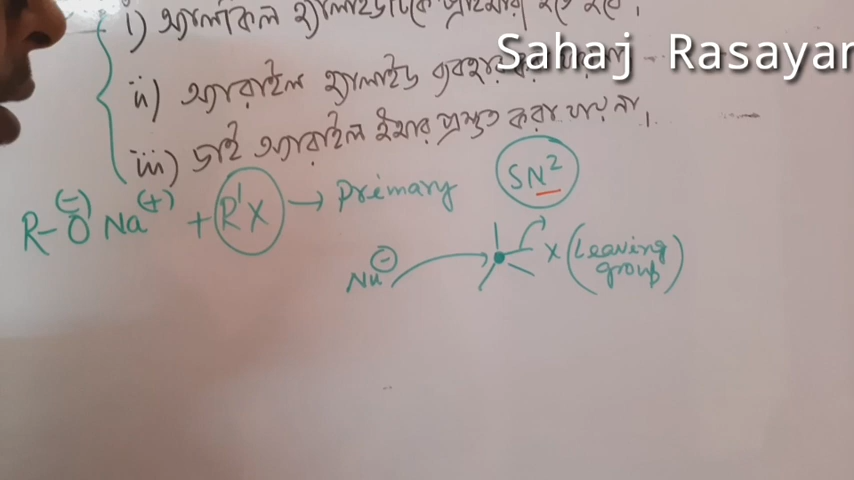 i) অ্যালকিল হ্যালাইডটিকে প্রাইমারী হতে হবে।
Sahaj Rasayan
ii) অ্যারাইল হ্যালাইড ব্যবহার করা
iii) ডাই অ্যারাইল ইথার প্রস্তুত করা যায় না।
R-O(-) Na(+) + R'X → Primary SN2
Nu⊖ X (Leaving group)